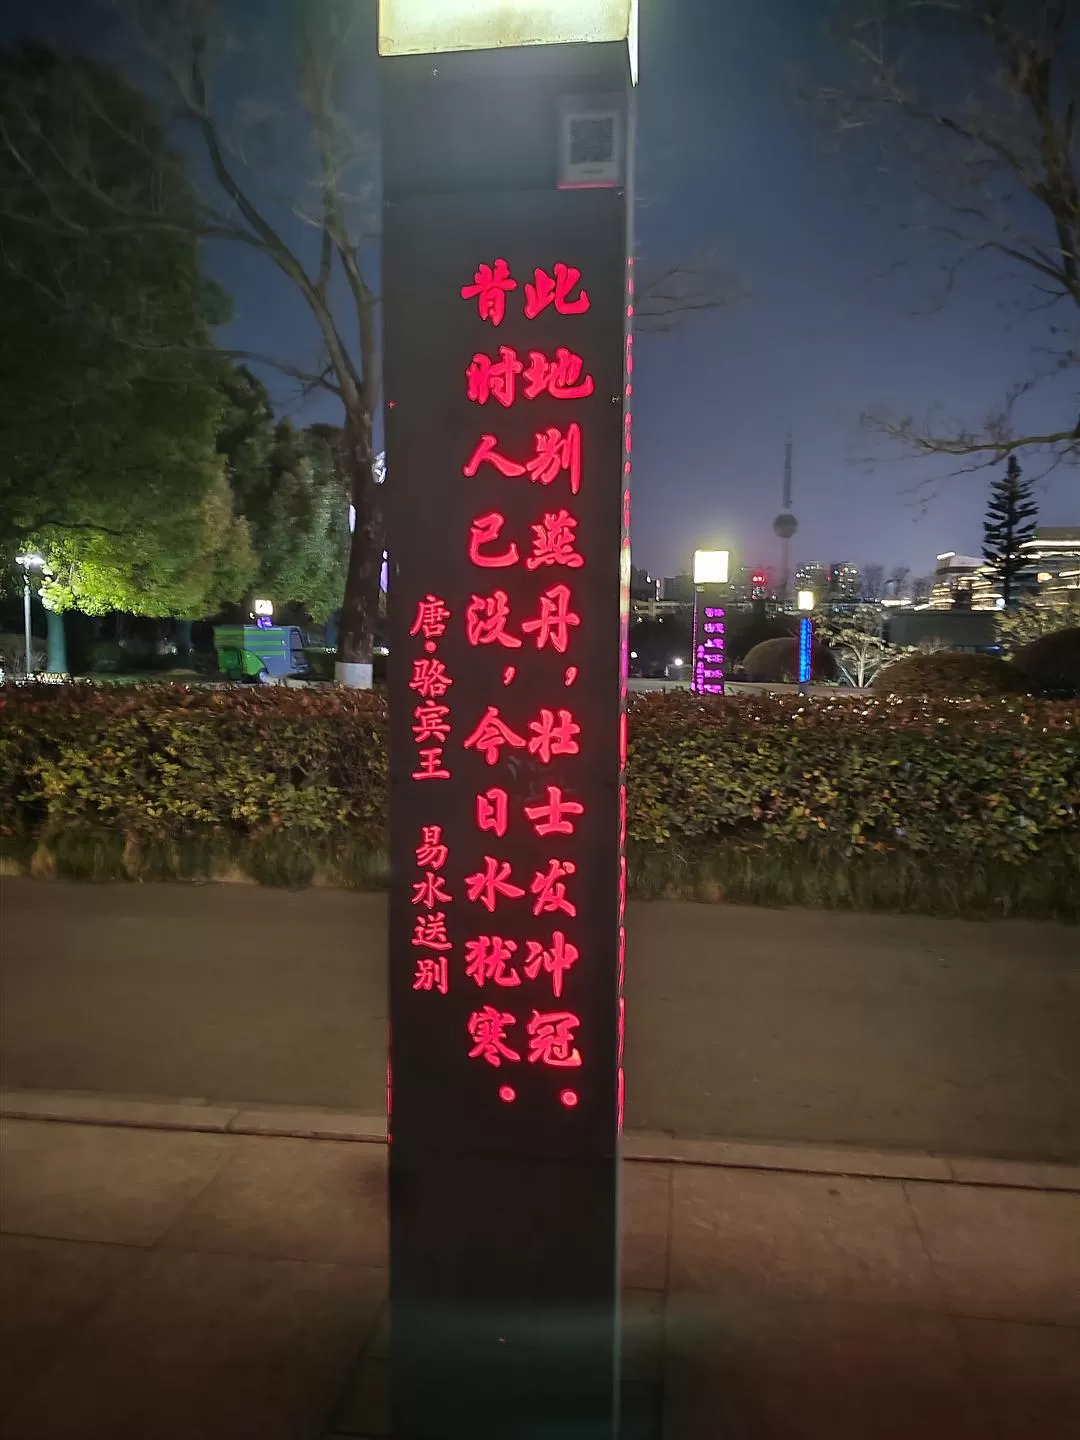 此地别燕丹，壮士发冲冠．
昔时人已没，今日水犹寒．
唐·骆宾王 易水送别